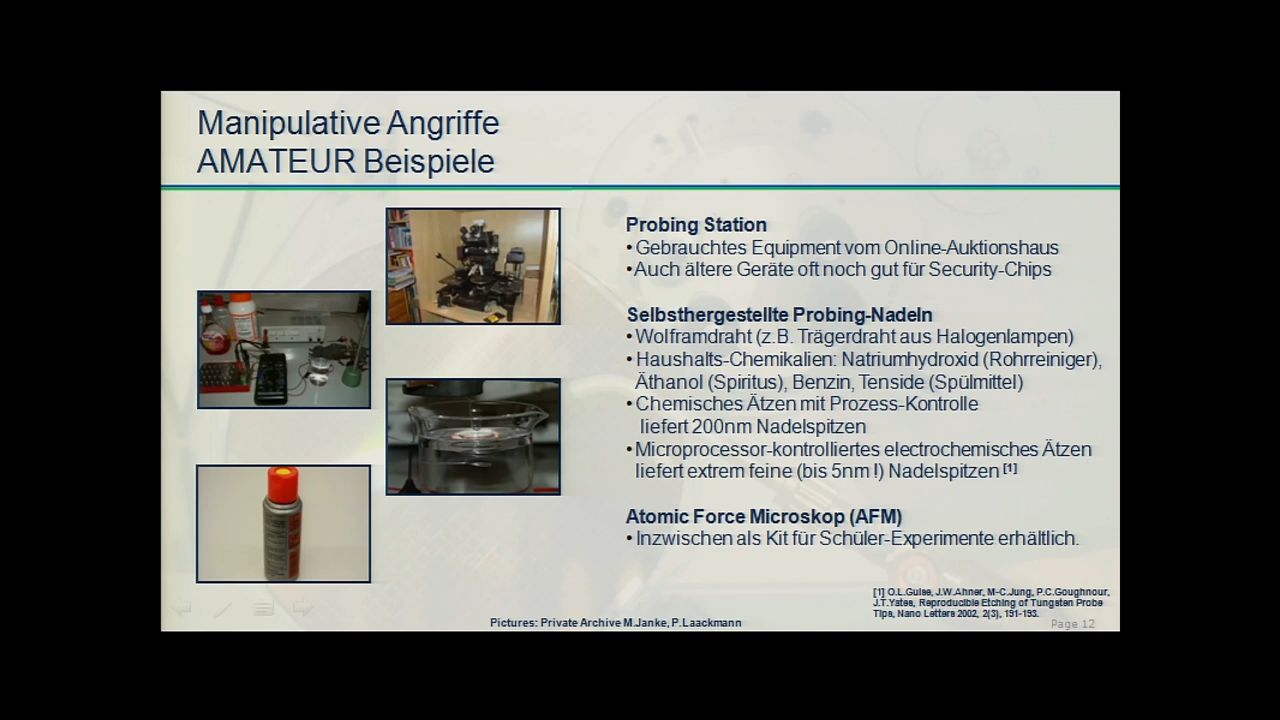 Manipulative Angriffe
AMATEUR Beispiele
Probing Station
• Gebrauchtes Equipment vom Online-Auktionshaus
• Auch ältere Geräte oft noch gut für Security-Chips
Selbsthergestellte Probing-Nadeln
• Wolframdraht (z.B. Trägerdraht aus Halogenlampen)
• Haushalts-Chemikalien: Natriumhydroxid (Rohrreiniger),
Äthanol (Spiritus), Benzin, Tenside (Spülmittel)
• Chemisches Ätzen mit Prozess-Kontrolle
liefert 200nm Nadelspitzen
• Microprocessor-kontrolliertes electrochemisches Ätzen
liefert extrem feine (bis 5nm !) Nadelspitzen [1]
Atomic Force Microskop (AFM)
• Inzwischen als Kit für Schüler-Experimente erhältlich.
[1] O.L.Guise, J.W.Ahner, M-C.Jung, P.C.Goughnour,
J.T.Yates, Reproducible Etching of Tungsten Probe
Tips, Nano Letters 2002, 2(3), 191-193.
Pictures: Private Archive M.Janke, P.Laackmann
Page 12